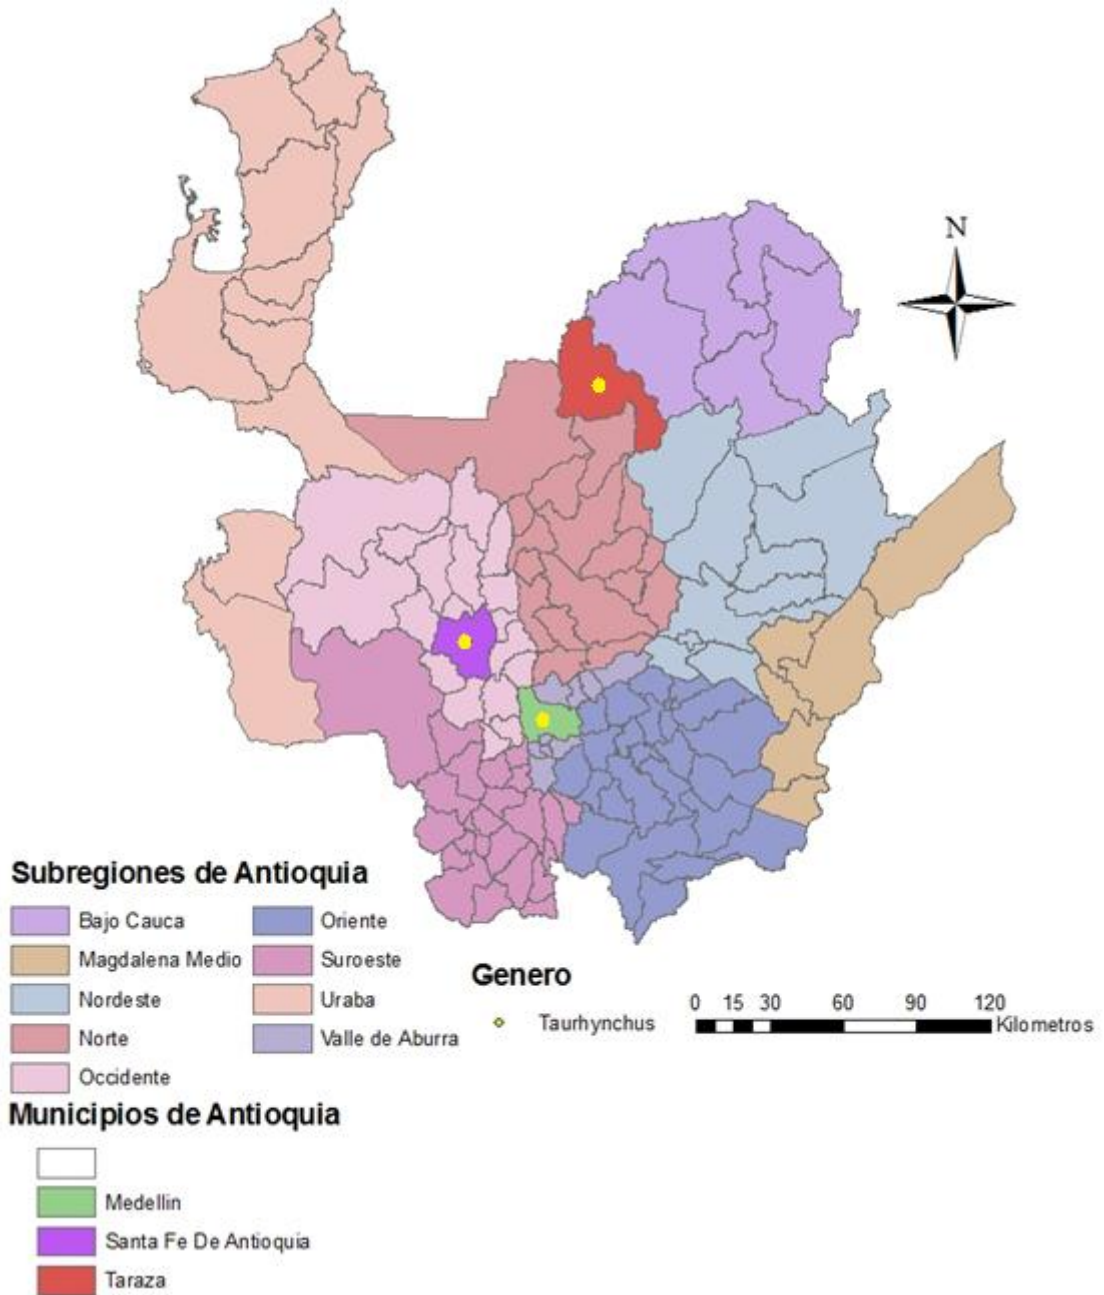 N
Subregiones de Antioquia
Bajo Cauca
Oriente
Magdalena Medio
Suroeste
Nordeste
Uraba
Norte
Valle de Aburra
Occidente
Genero
Taurhynchus
0 15 30 60 90 120
Kilometros
Municipios de Antioquia
Medellin
Santa Fe De Antioquia
Taraza